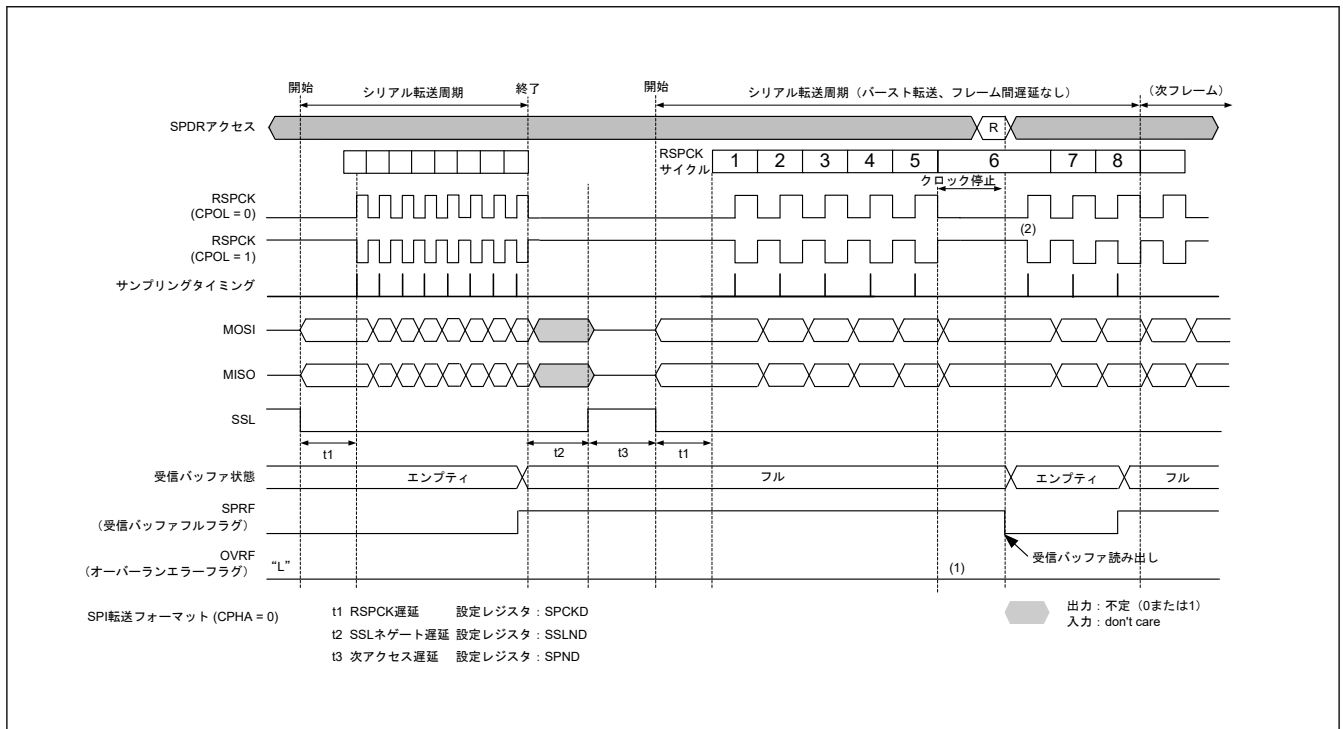 開始 シリアル転送周期 終了 開始 シリアル転送周期（バースト転送、フレーム間遅延なし） （次フレーム）
SPDRアクセス R
RSPCK
サイクル
1 2 3 4 5 6 7 8
クロック停止
RSPCK
(CPOL = 0)
(2)
RSPCK
(CPOL = 1)
サンプリングタイミング
MOSI
MISO
SSL
t1 t2 t3 t1
受信バッファ状態 エンプティ フル エンプティ フル
SPRF
（受信バッファフルフラグ）
受信バッファ読み出し
OVRF
（オーバーランエラーフラグ） “L” (1)
SPI転送フォーマット (CPHA = 0)
t1 RSPCK遅延 設定レジスタ：SPCKD
t2 SSLネゲート遅延 設定レジスタ：SSLND
t3 次アクセス遅延 設定レジスタ：SPND
出力：不定（0または1）
入力：don't care